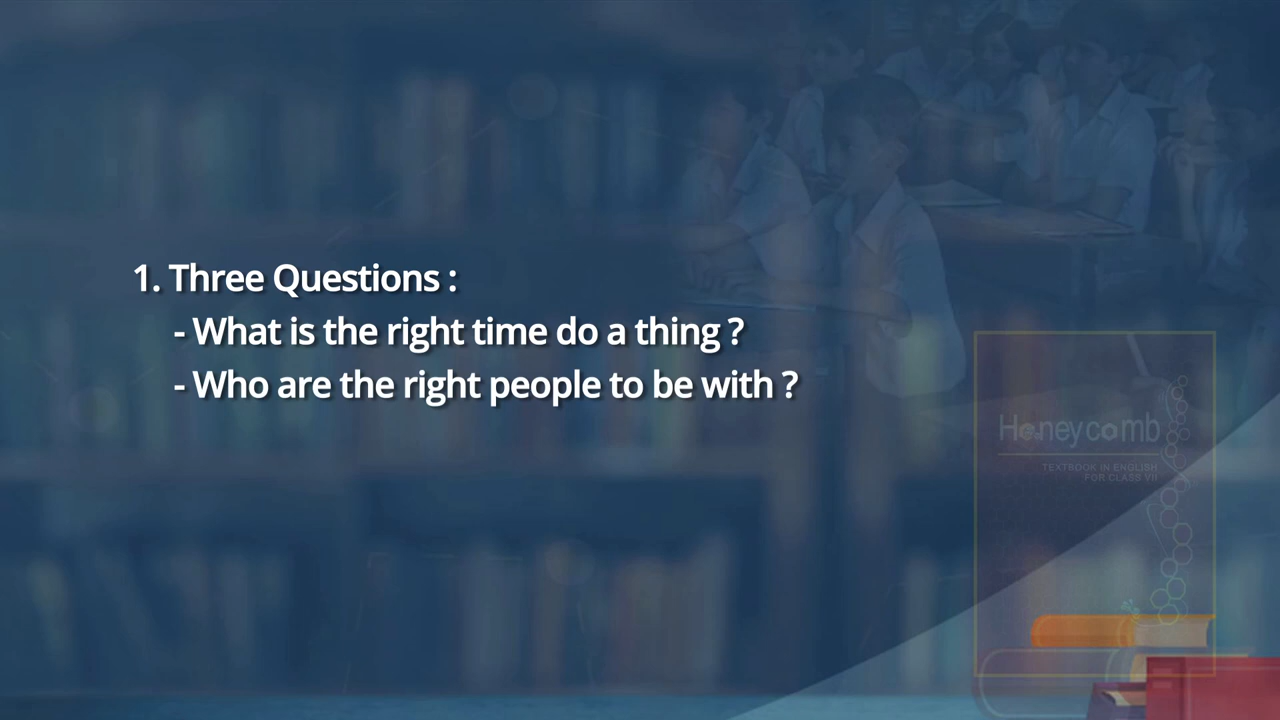 1. Three Questions :
- What is the right time do a thing ?
- Who are the right people to be with ?
Honeycomb
TEXTBOOK IN ENGLISH
FOR CLASS VII